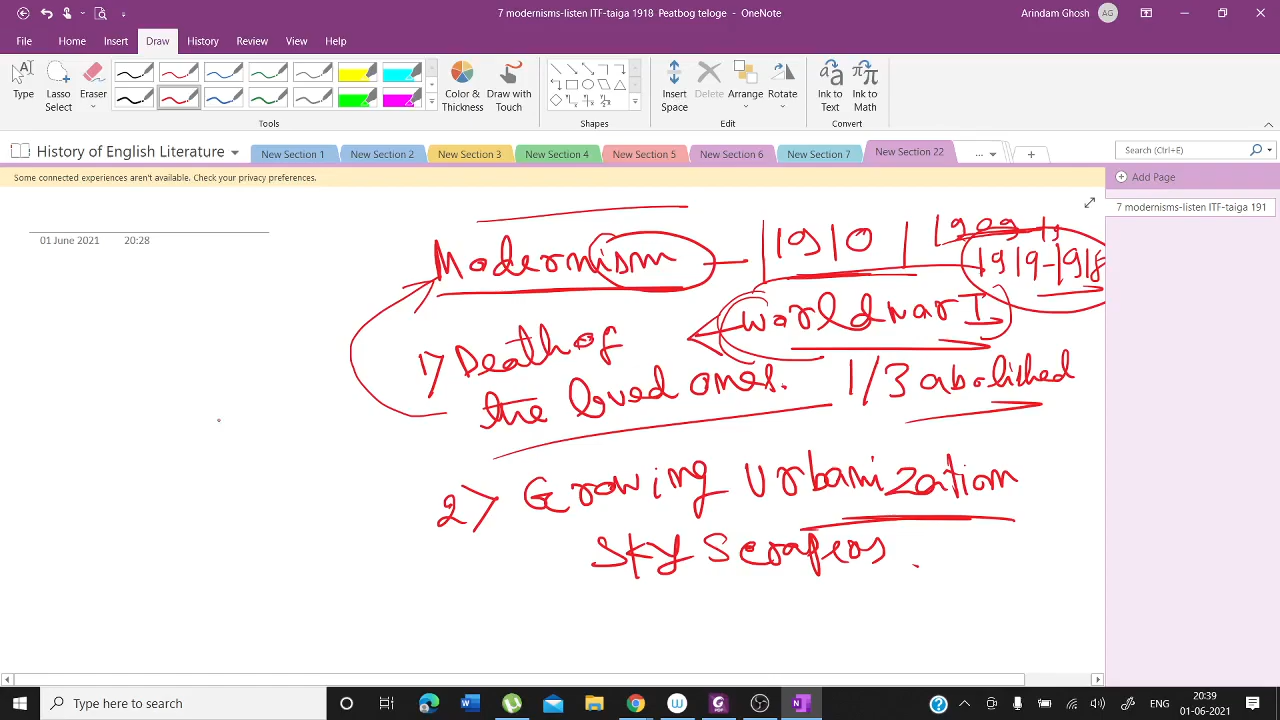 7 modernisms-listen ITF-taiga 1918 Peatbog teloge - OneNote
Arindam Ghosh AG
File Home Insert Draw History Review View Help
Type Lasso Select Eraser
Color & Thickness Draw with Touch
Insert Space Delete Arrange Rotate
Ink to Text Ink to Math
Tools Shapes Edit Convert
History of English Literature
New Section 1 New Section 2 New Section 3 New Section 4 New Section 5 New Section 6 New Section 7 New Section 22 ...
Search (Ctrl+E)
Some connected experiences aren't available. Check your privacy preferences.
Add Page
7 modernisms-listen ITF-taiga 191
01 June 2021 20:28
Modernism - 1910
1919-1918
World war I
1) Death of
the loved ones. 1/3 abolished
2) Growing Urbanization
Sky Scrapers.
Type here to search
ENG
20:39
01-06-2021